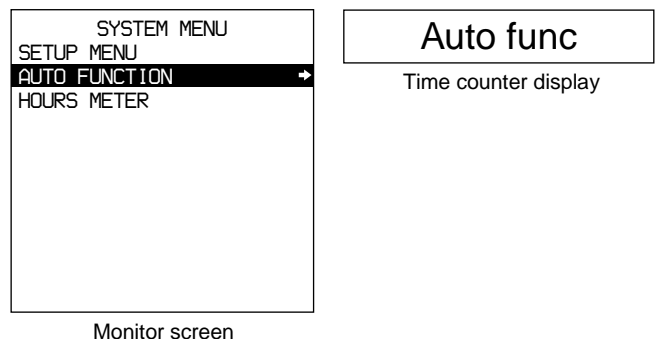 SYSTEM MENU
SETUP MENU
AUTO FUNCTION →
HOURS METER
Monitor screen
Auto func
Time counter display